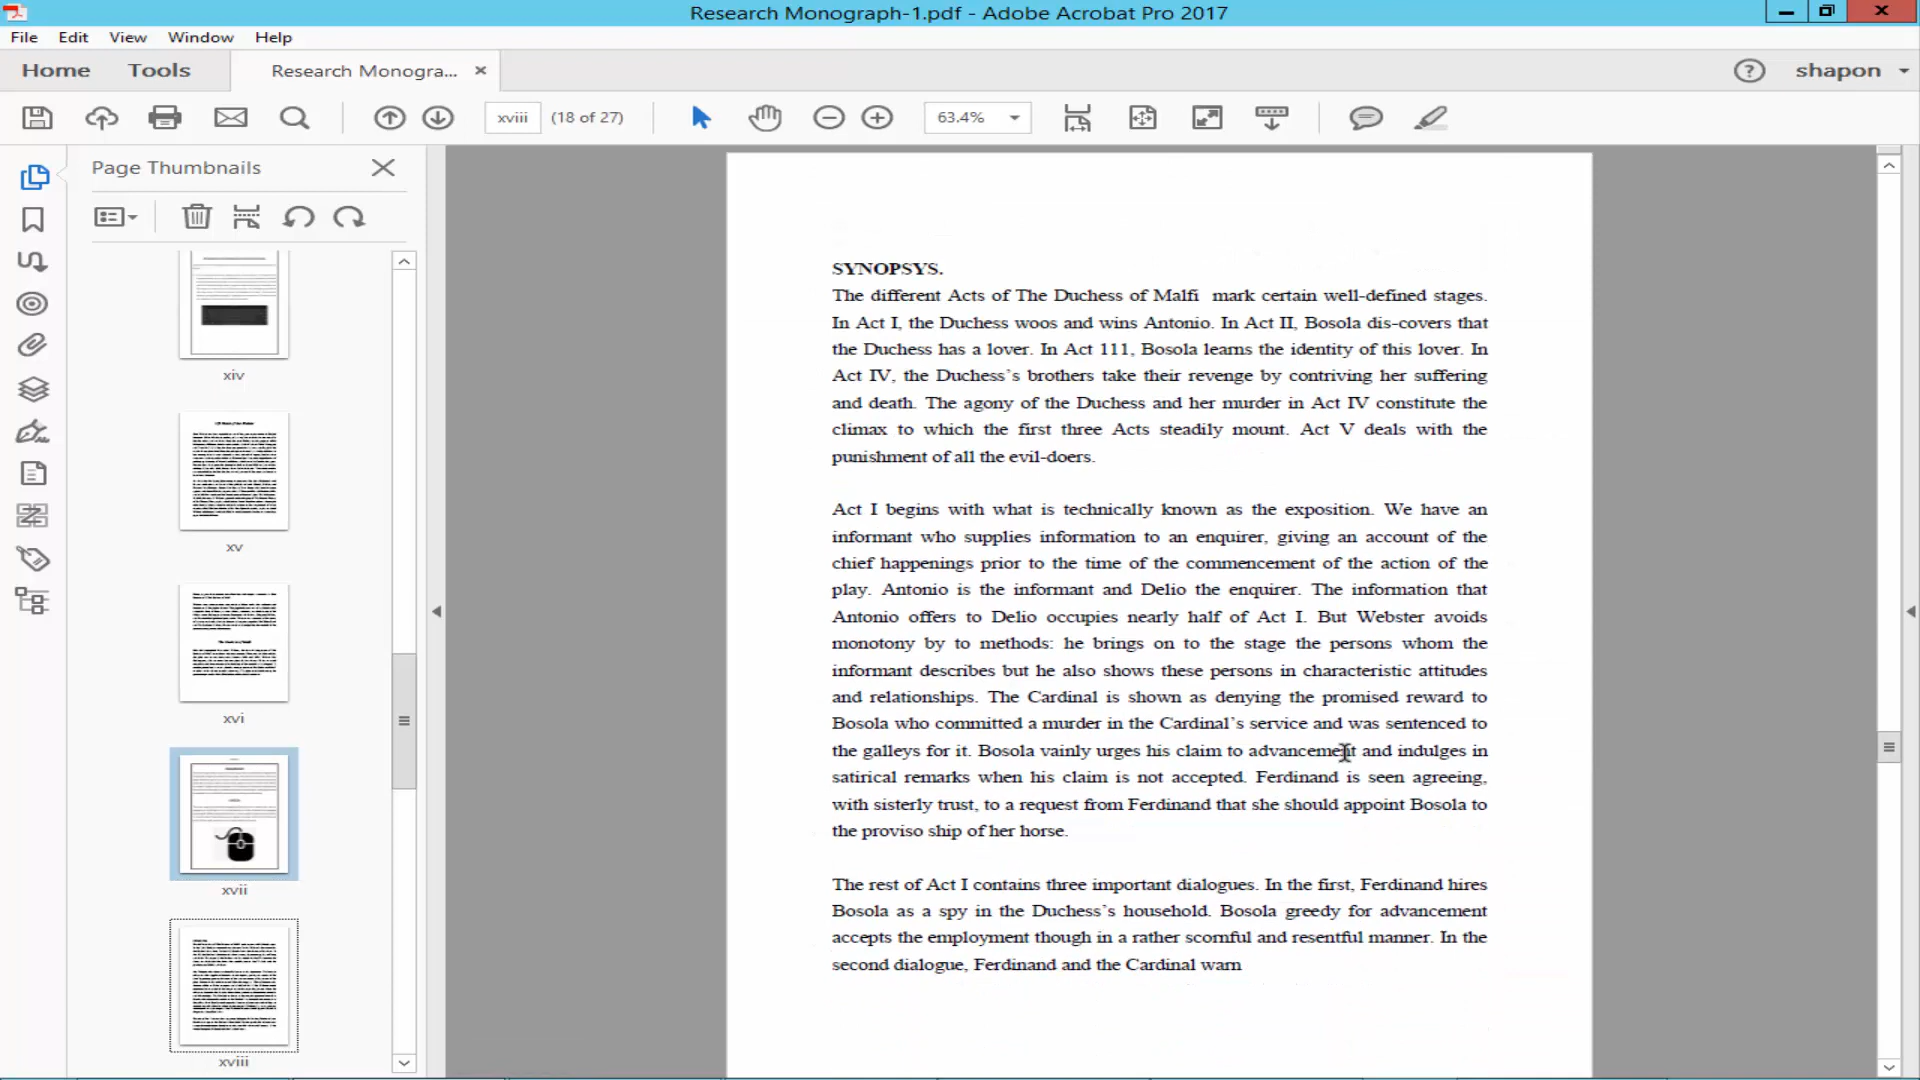 Research Monograph-1.pdf - Adobe Acrobat Pro 2017
File Edit View Window Help
Home Tools Research Monogra... shapon
xviii (18 of 27) 63.4%
Page Thumbnails
xiv
xv
xvi
xvii
xviii
SYNOPSYS.
The different Acts of The Duchess of Malfi mark certain well-defined stages.
In Act I, the Duchess woos and wins Antonio. In Act II, Bosola dis-covers that
the Duchess has a lover. In Act 111, Bosola learns the identity of this lover. In
Act IV, the Duchess's brothers take their revenge by contriving her suffering
and death. The agony of the Duchess and her murder in Act IV constitute the
climax to which the first three Acts steadily mount. Act V deals with the
punishment of all the evil-doers.
Act I begins with what is technically known as the exposition. We have an
informant who supplies information to an enquirer, giving an account of the
chief happenings prior to the time of the commencement of the action of the
play. Antonio is the informant and Delio the enquirer. The information that
Antonio offers to Delio occupies nearly half of Act I. But Webster avoids
monotony by to methods: he brings on to the stage the persons whom the
informant describes but he also shows these persons in characteristic attitudes
and relationships. The Cardinal is shown as denying the promised reward to
Bosola who committed a murder in the Cardinal's service and was sentenced to
the galleys for it. Bosola vainly urges his claim to advancement and indulges in
satirical remarks when his claim is not accepted. Ferdinand is seen agreeing,
with sisterly trust, to a request from Ferdinand that she should appoint Bosola to
the proviso ship of her horse.
The rest of Act I contains three important dialogues. In the first, Ferdinand hires
Bosola as a spy in the Duchess's household. Bosola greedy for advancement
accepts the employment though in a rather scornful and resentful manner. In the
second dialogue, Ferdinand and the Cardinal warn